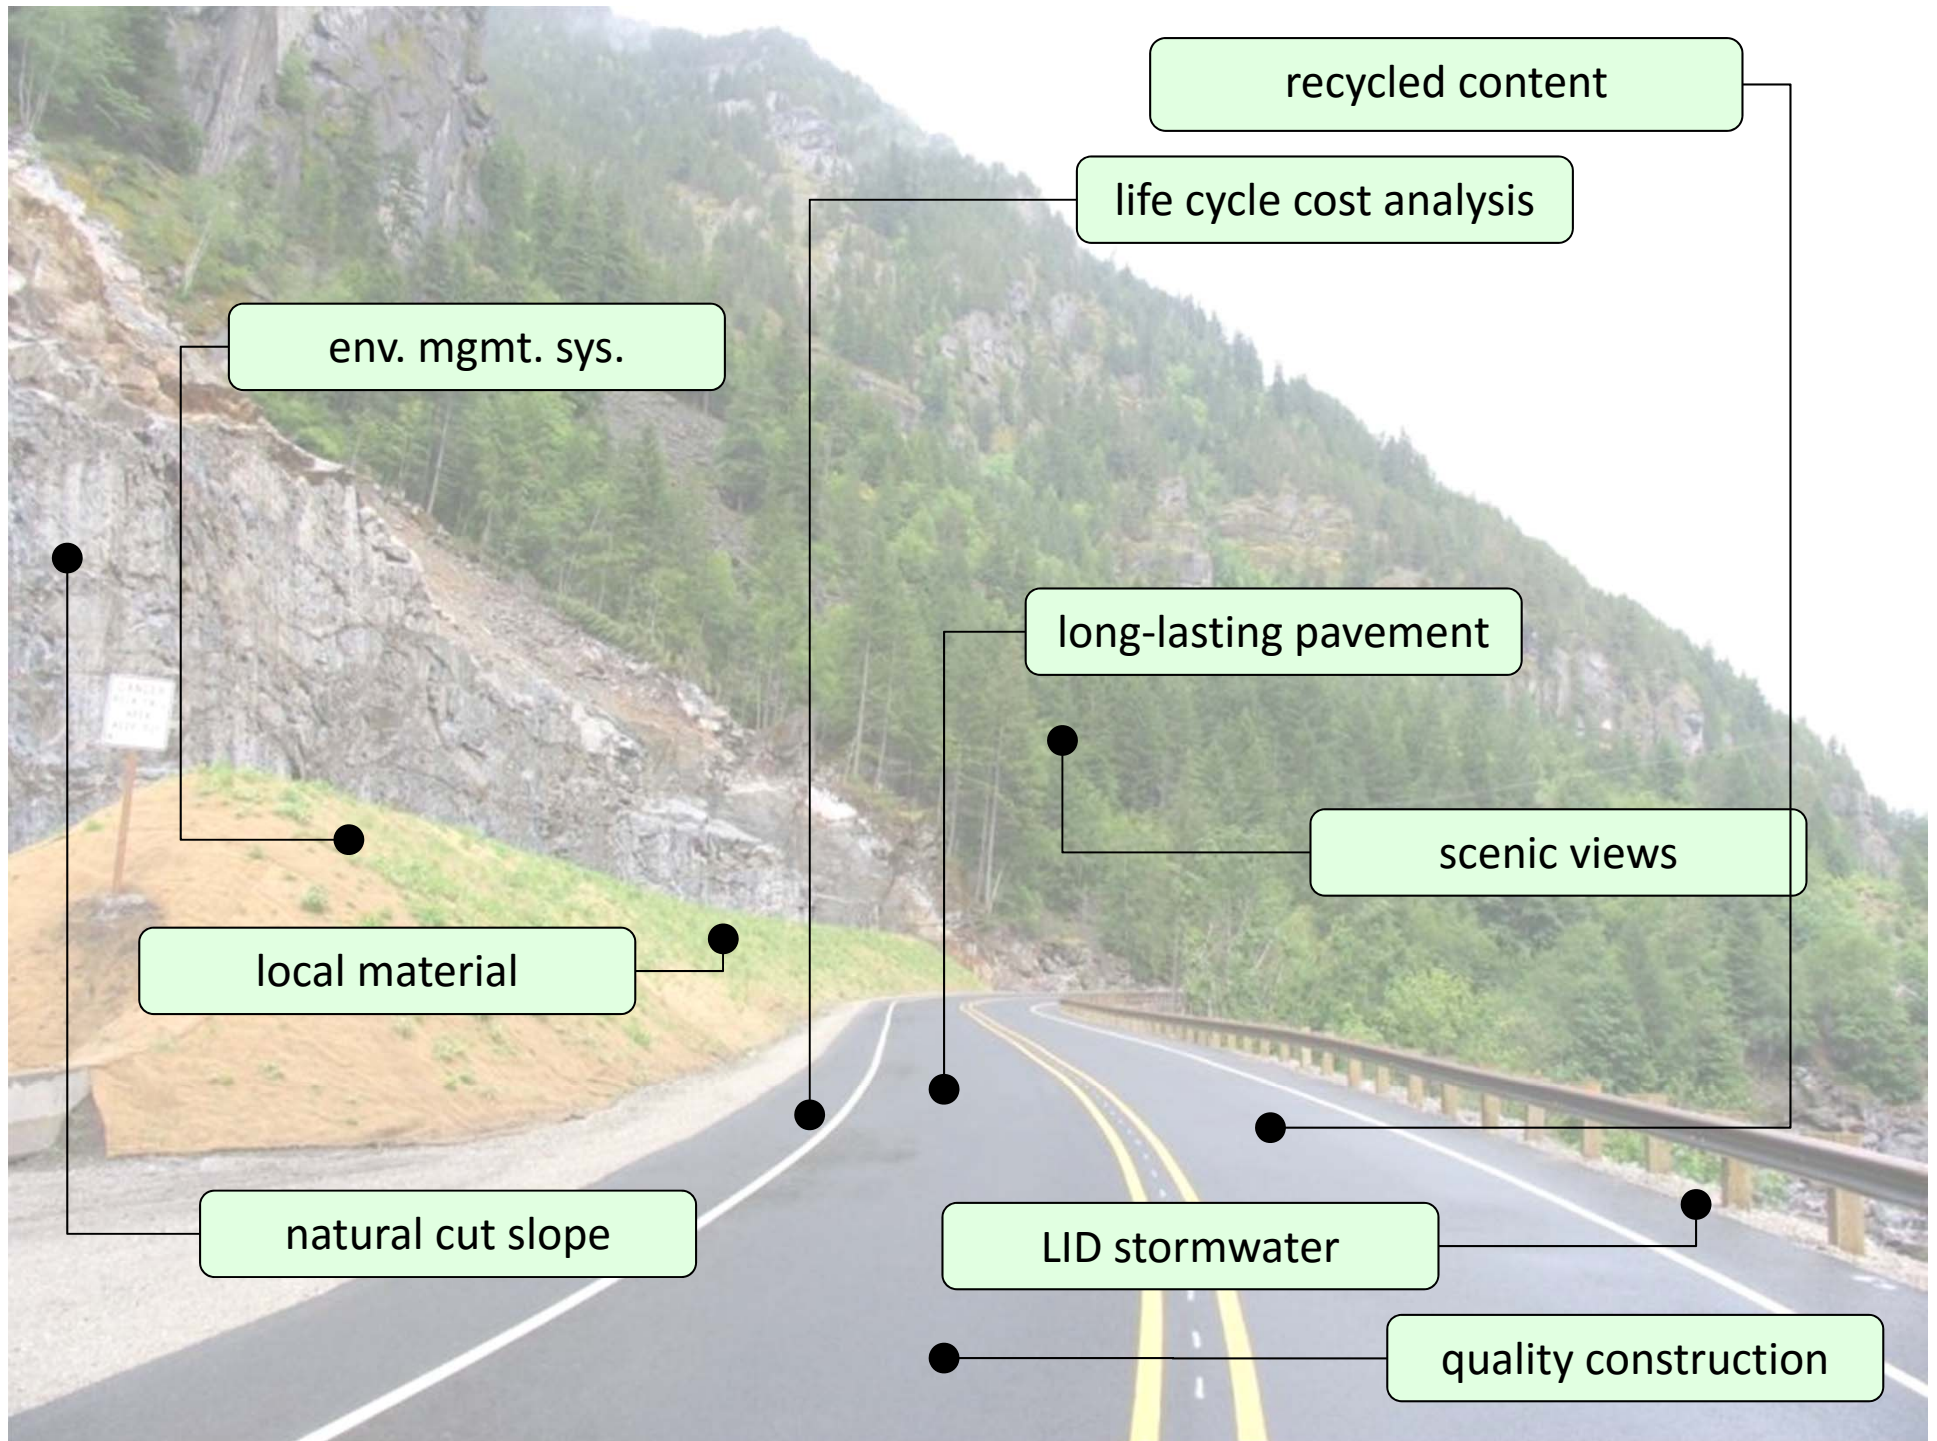 recycled content
life cycle cost analysis
env. mgmt. sys.
long-lasting pavement
scenic views
local material
natural cut slope
LID stormwater
quality construction